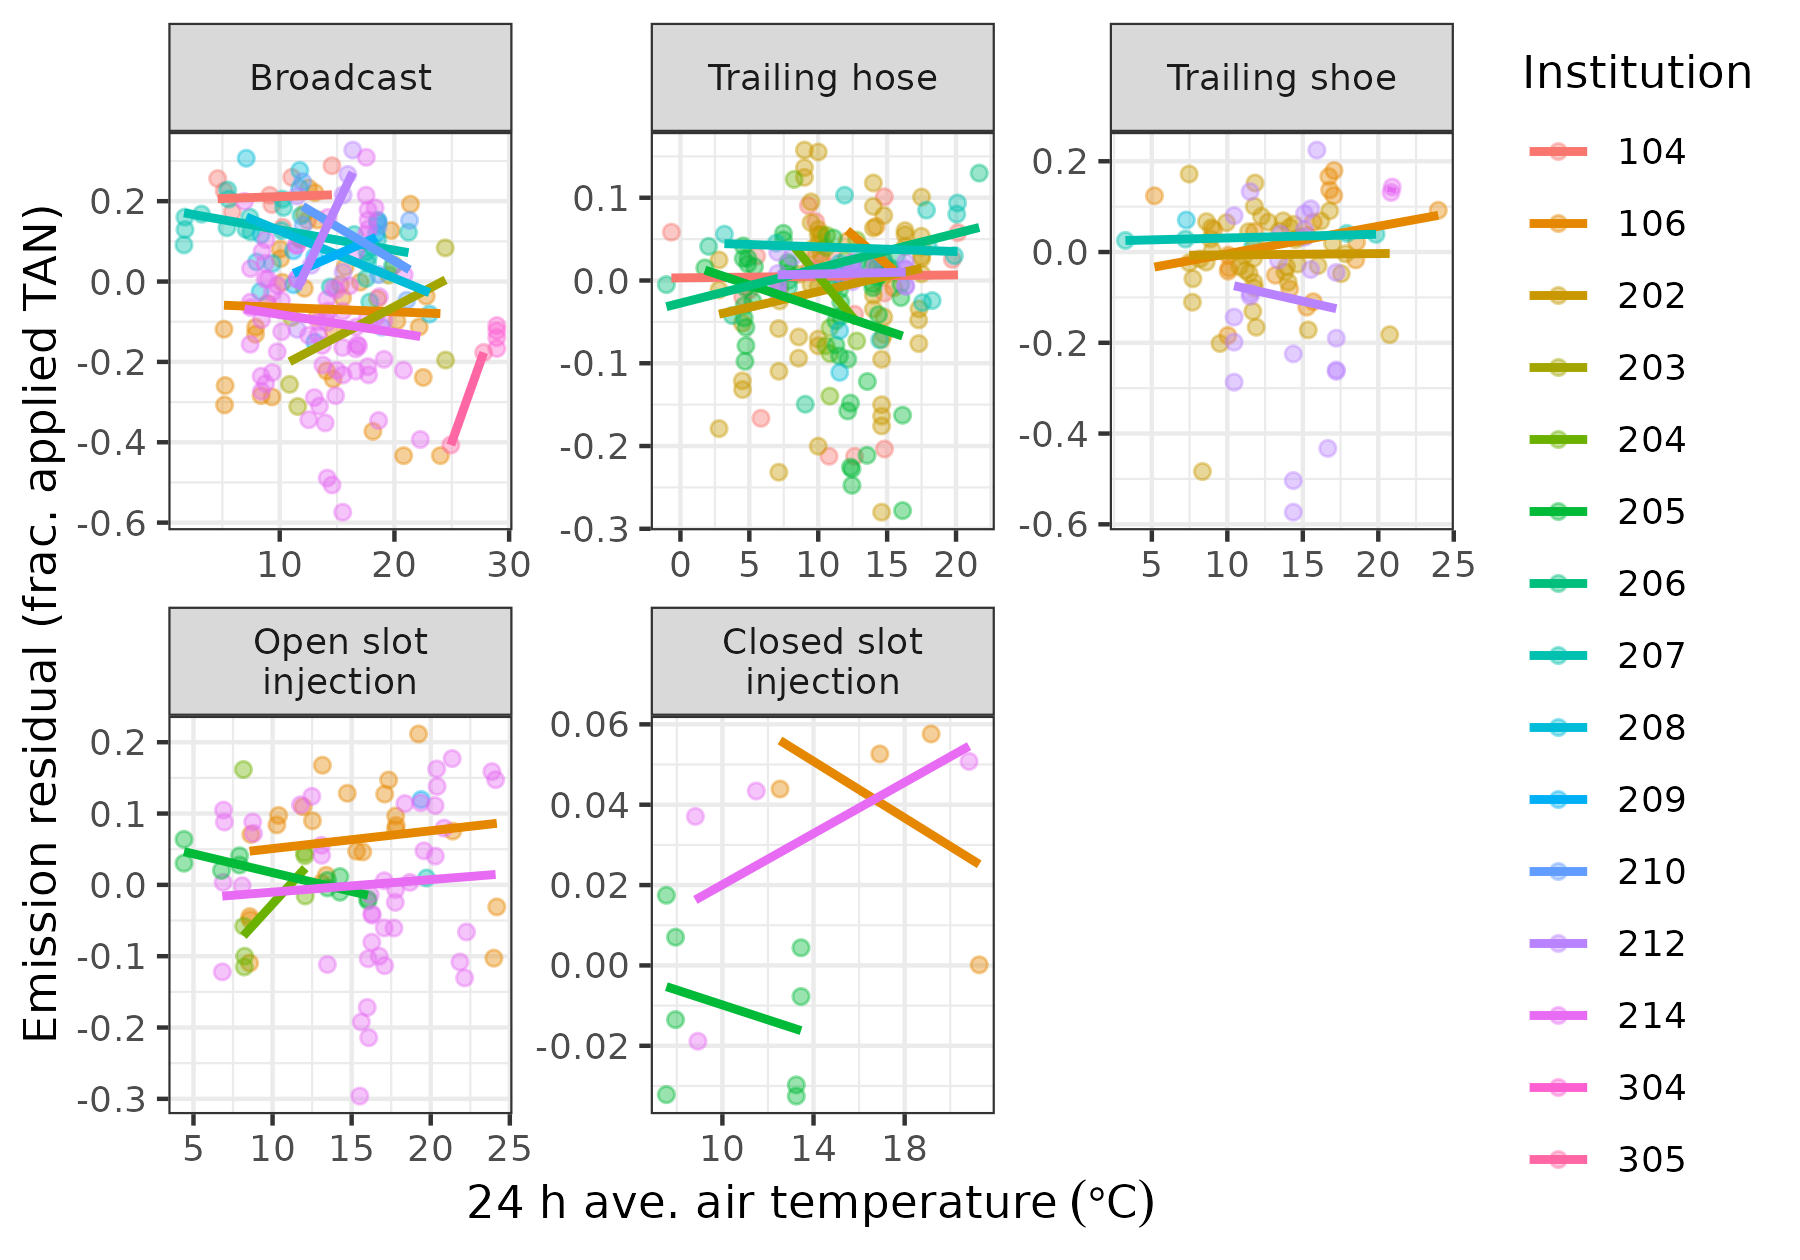 Broadcast
Trailing hose
Trailing shoe
Institution
104
106
202
203
204
205
206
207
208
209
210
212
214
304
305
0.2
0.0
-0.2
-0.4
-0.6
10 20 30
0.1
0.0
-0.1
-0.2
-0.3
0 5 10 15 20
0.2
0.0
-0.2
-0.4
-0.6
5 10 15 20 25
Open slot
injection
Closed slot
injection
0.2
0.1
0.0
-0.1
-0.2
-0.3
5 10 15 20 25
0.06
0.04
0.02
0.00
-0.02
10 14 18
Emission residual (frac. applied TAN)
24 h ave. air temperature (°C)